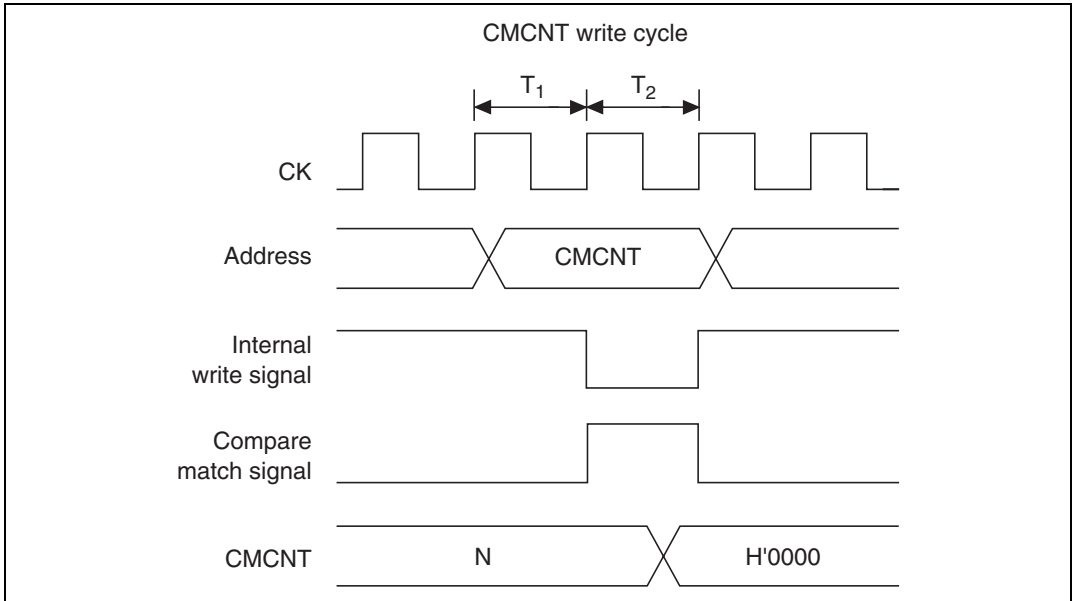 CMCNT write cycle
T1 T2
CK
Address
CMCNT
Internal
write signal
Compare
match signal
CMCNT
N
H'0000